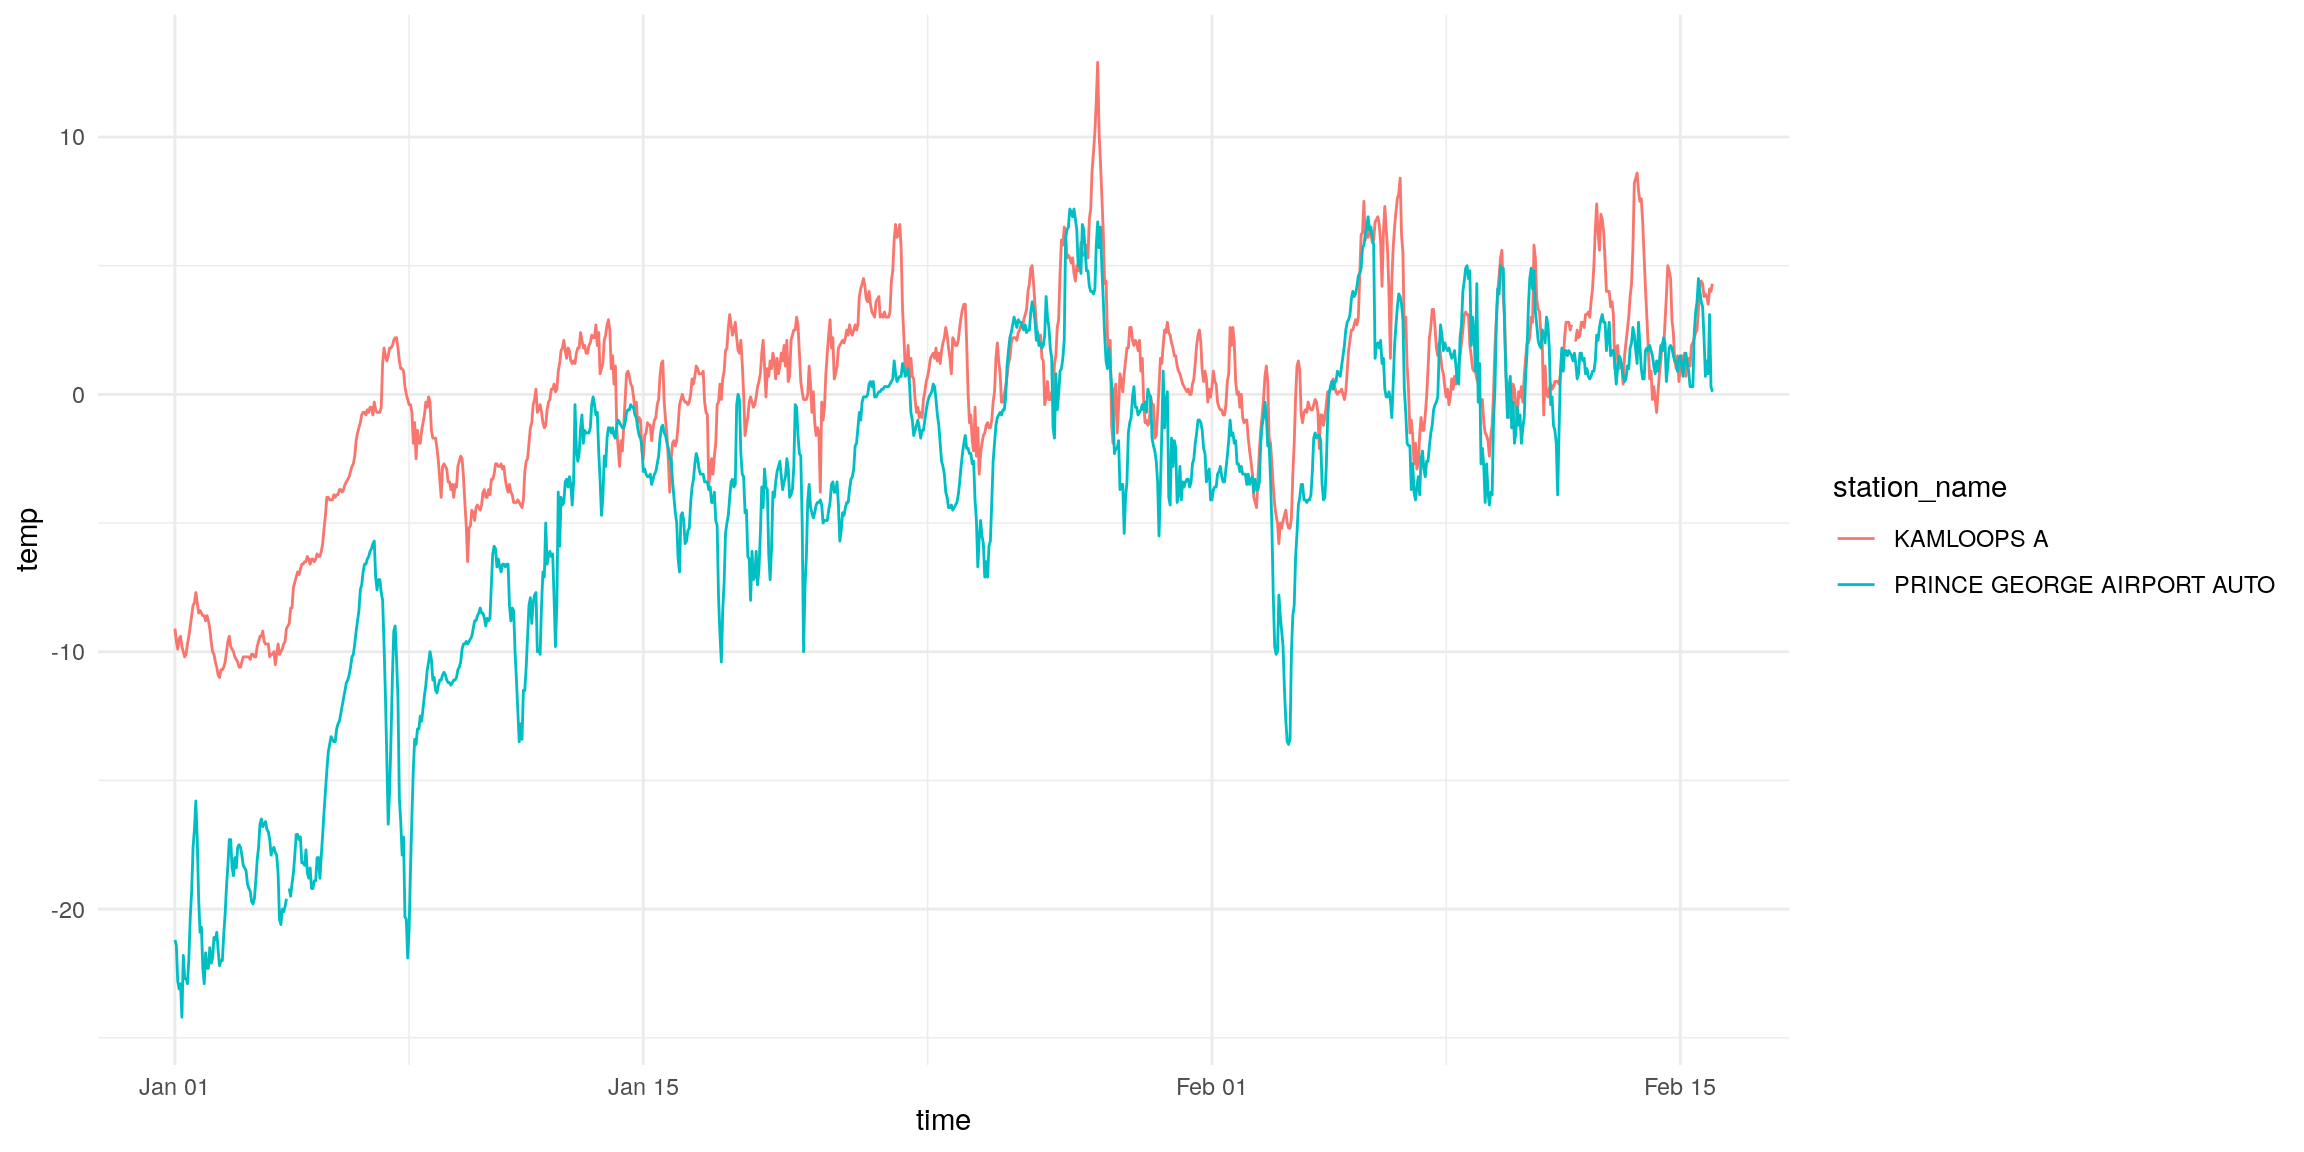 temp
10
0
-10
-20
Jan 01
Jan 15
Feb 01
Feb 15
time
station_name
KAMLOOPS A
PRINCE GEORGE AIRPORT AUTO